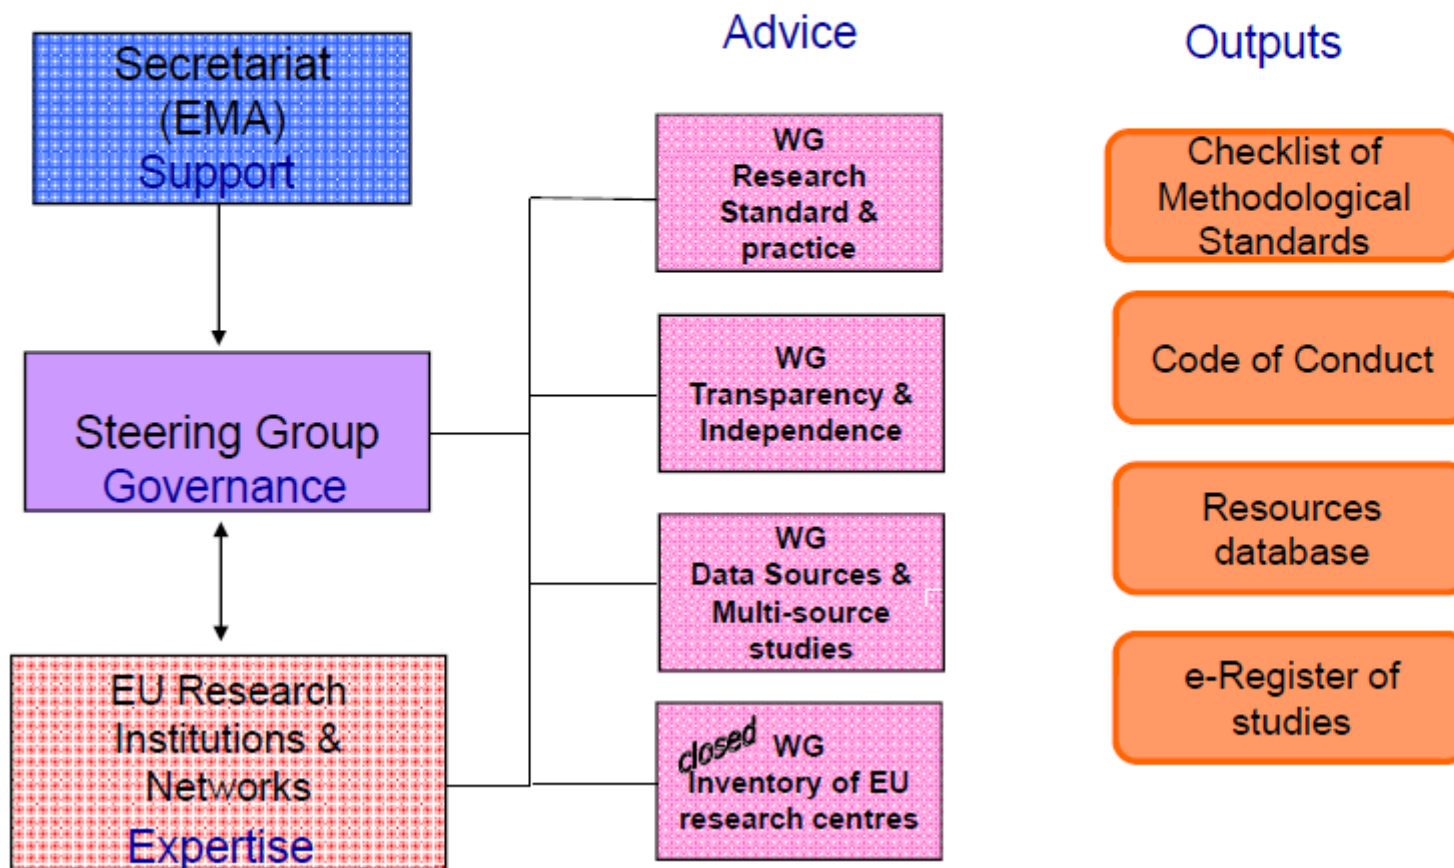 Secretariat
(EMA)
Support
Steering Group
Governance
EU Research
Institutions &
Networks
Expertise
Advice
WG
Research
Standard &
practice
WG
Transparency &
Independence
WG
Data Sources &
Multi-source
studies
closed WG
Inventory of EU
research centres
Outputs
Checklist of
Methodological
Standards
Code of Conduct
Resources
database
e-Register of
studies